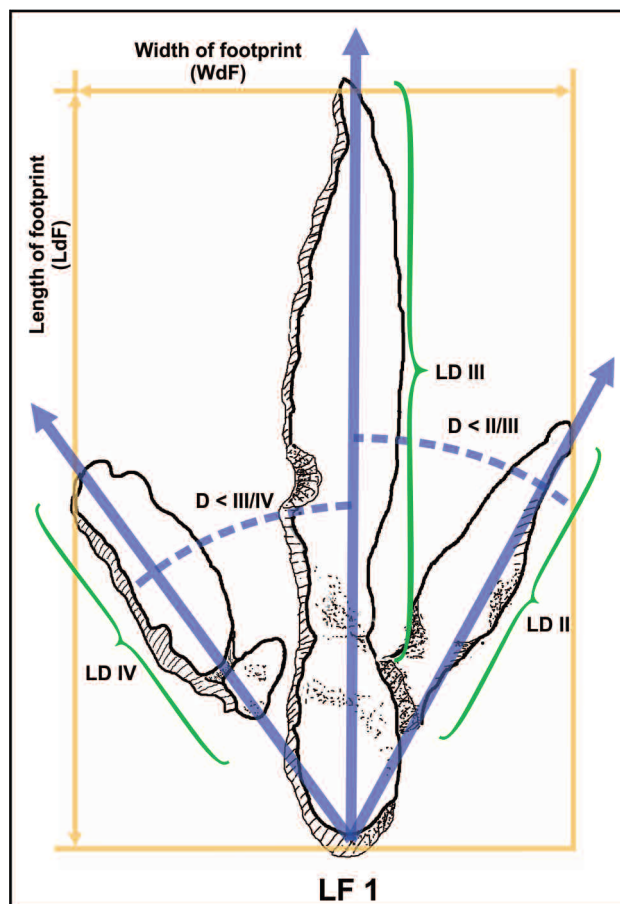 Width of footprint
(WdF)
Length of footprint
(LdF)
LD III
D < II/III
D < III/IV
LD II
LD IV
LF 1